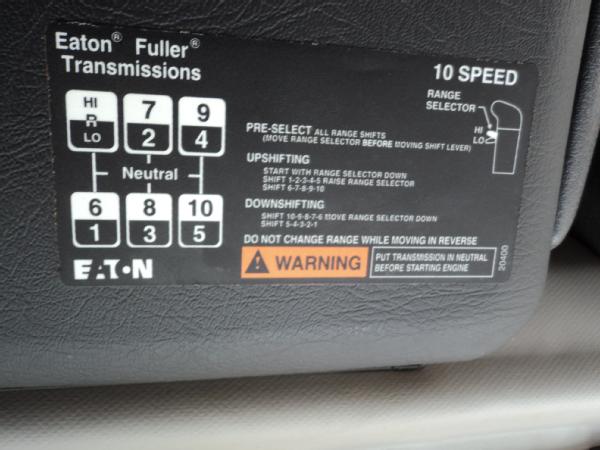 Eaton® Fuller®
Transmissions
10 SPEED
RANGE
SELECTOR
HI
LO
HI
R
LO
7
2
9
4
Neutral
6
1
8
3
10
5
PRE-SELECT ALL RANGE SHIFTS
(MOVE RANGE SELECTOR BEFORE MOVING SHIFT LEVER)
UPSHIFTING
START WITH RANGE SELECTOR DOWN
SHIFT 1-2-3-4-5 RAISE RANGE SELECTOR
SHIFT 6-7-8-9-10
DOWNSHIFTING
SHIFT 10-9-8-7-6 MOVE RANGE SELECTOR DOWN
SHIFT 5-4-3-2-1
DO NOT CHANGE RANGE WHILE MOVING IN REVERSE
EATON
WARNING
PUT TRANSMISSION IN NEUTRAL
BEFORE STARTING ENGINE
20400